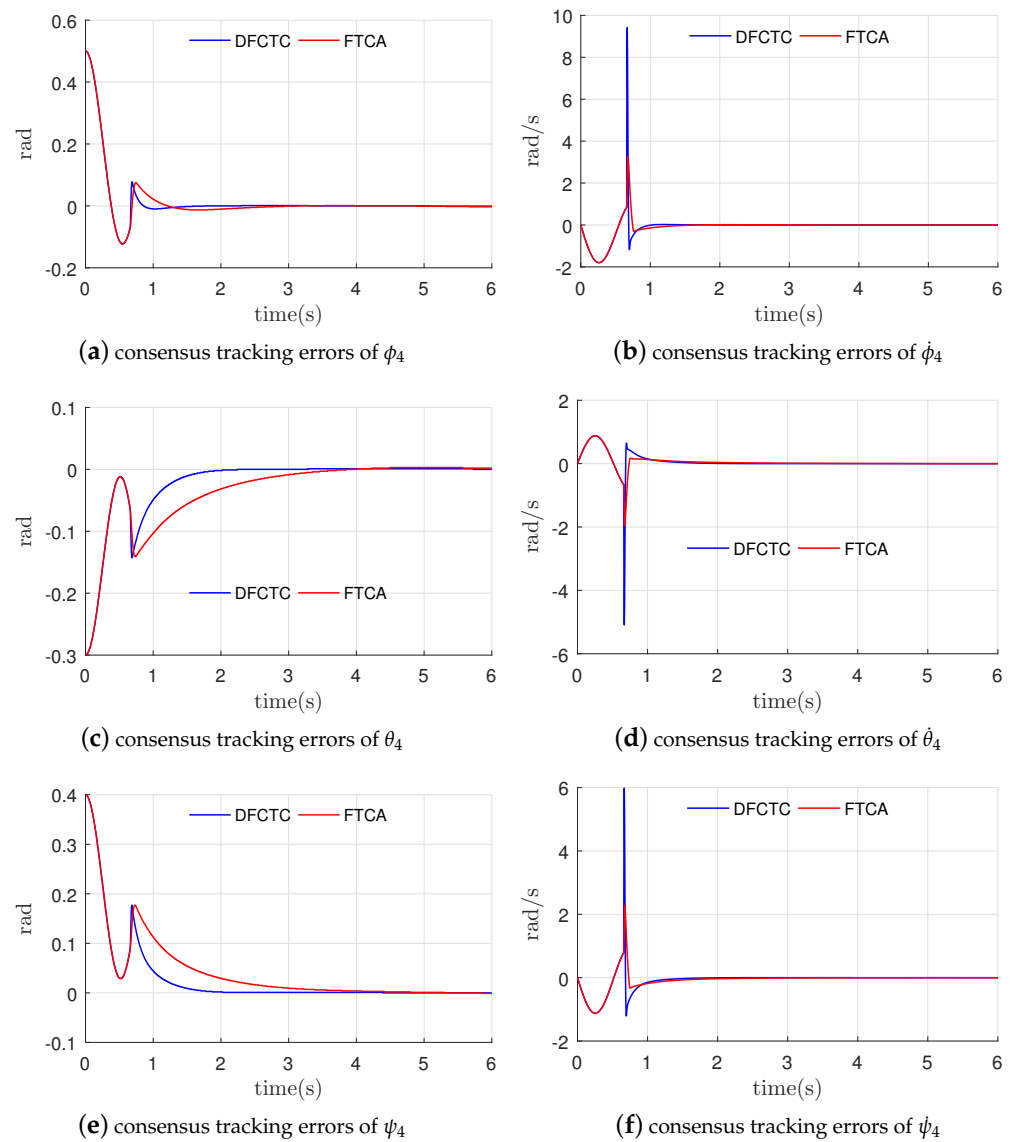 0.6
0.4
0.2
0
-0.2
rad
DFCTC FTCA
0 1 2 3 4 5 6
time(s)
(a) consensus tracking errors of ϕ₄
10
8
6
4
2
0
-2
rad/s
DFCTC FTCA
0 1 2 3 4 5 6
time(s)
(b) consensus tracking errors of ϕ̇₄
0.1
0
-0.1
-0.2
-0.3
rad
DFCTC FTCA
0 1 2 3 4 5 6
time(s)
(c) consensus tracking errors of θ₄
2
0
-2
-4
-6
rad/s
DFCTC FTCA
0 1 2 3 4 5 6
time(s)
(d) consensus tracking errors of θ̇₄
0.4
0.3
0.2
0.1
0
-0.1
rad
DFCTC FTCA
0 1 2 3 4 5 6
time(s)
(e) consensus tracking errors of ψ₄
6
4
2
0
-2
rad/s
DFCTC FTCA
0 1 2 3 4 5 6
time(s)
(f) consensus tracking errors of ψ̇₄